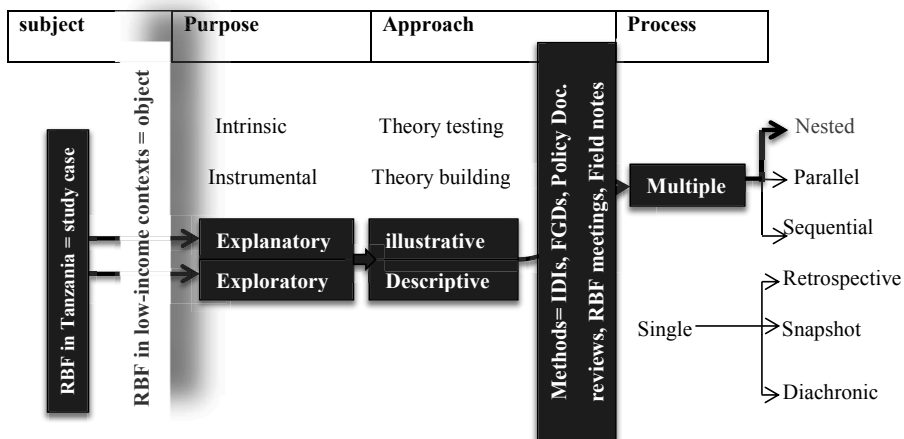 subject
Purpose
Approach
Process
RBF in Tanzania = study case
RBF in low-income contexts = object
Intrinsic
Instrumental
Explanatory
Exploratory
Theory testing
Theory building
illustrative
Descriptive
Methods= IDIs, FGDs, Policy Doc.
reviews, RBF meetings, Field notes
Multiple
Single
Nested
Parallel
Sequential
Retrospective
Snapshot
Diachronic